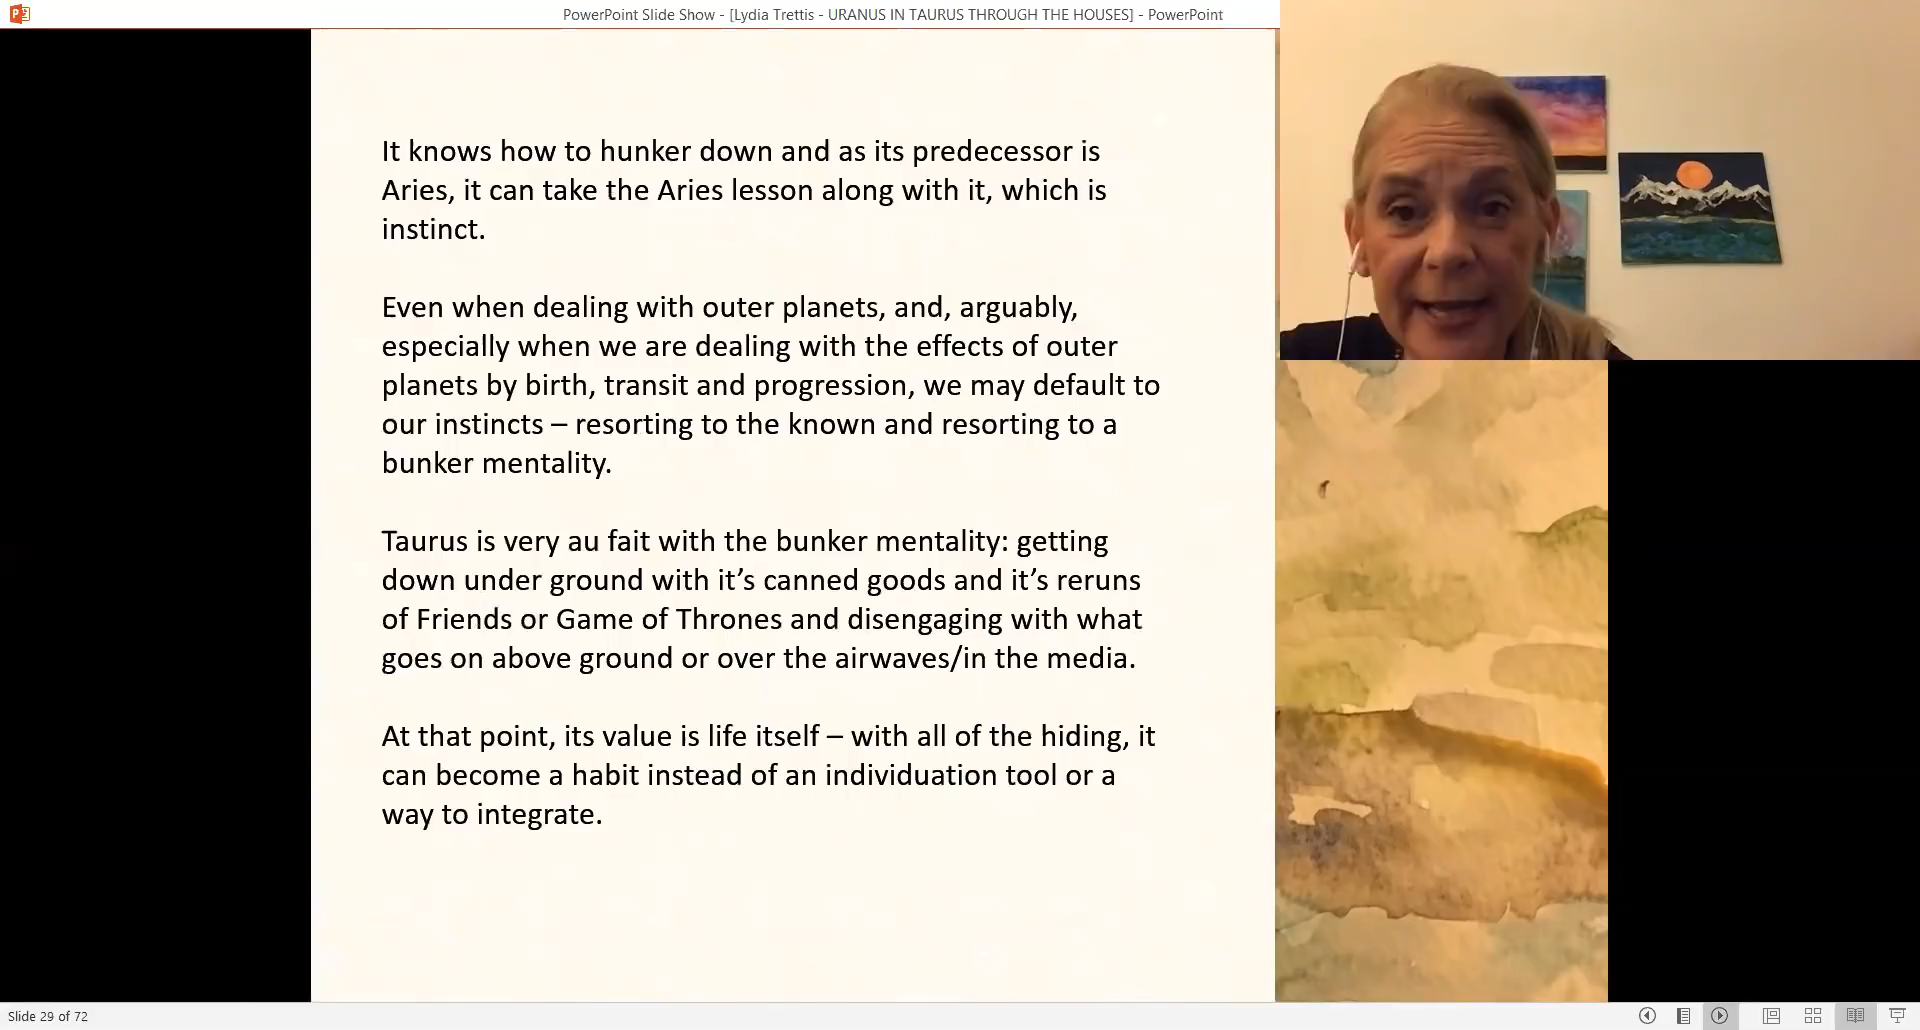 PowerPoint Slide Show - [Lydia Trettis - URANUS IN TAURUS THROUGH THE HOUSES] - PowerPoint
It knows how to hunker down and as its predecessor is
Aries, it can take the Aries lesson along with it, which is
instinct.
Even when dealing with outer planets, and, arguably,
especially when we are dealing with the effects of outer
planets by birth, transit and progression, we may default to
our instincts – resorting to the known and resorting to a
bunker mentality.
Taurus is very au fait with the bunker mentality: getting
down under ground with it’s canned goods and it’s reruns
of Friends or Game of Thrones and disengaging with what
goes on above ground or over the airwaves/in the media.
At that point, its value is life itself – with all of the hiding, it
can become a habit instead of an individuation tool or a
way to integrate.
Slide 29 of 72